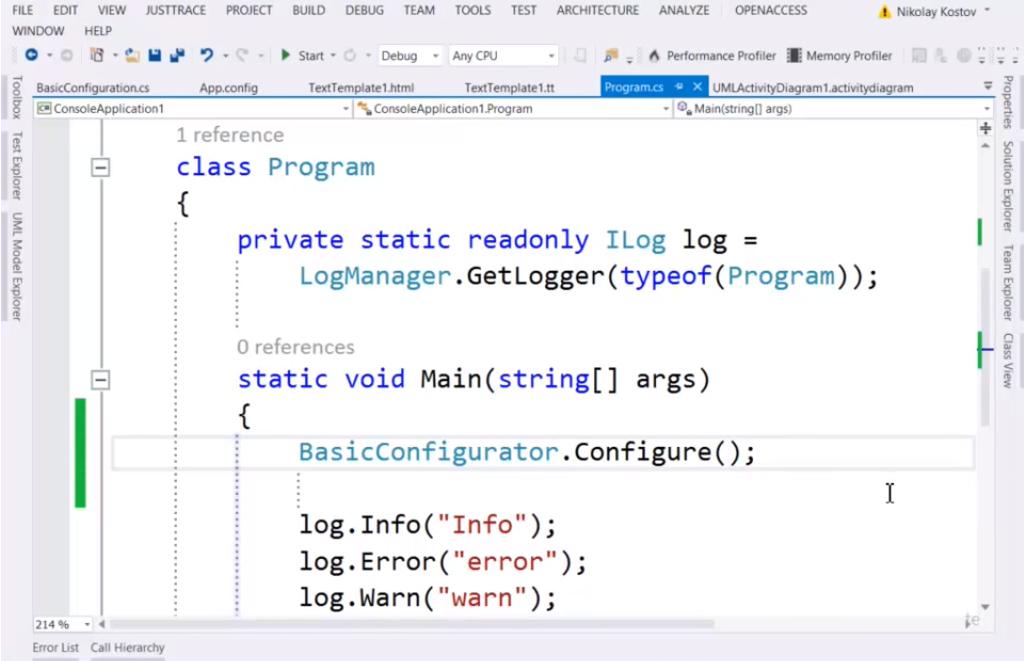 FILE EDIT VIEW JUSTTRACE PROJECT BUILD DEBUG TEAM TOOLS TEST ARCHITECTURE ANALYZE OPENACCESS Nikolay Kostov
WINDOW HELP
Start Debug Any CPU Performance Profiler Memory Profiler
BasicConfiguration.cs App.config TextTemplate1.html TextTemplate1.tt Program.cs UMLActivityDiagram1.activitydiagram
ConsoleApplication1 ConsoleApplication1.Program Main(string[] args)
Toolbox
Test Explorer
UML Model Explorer
1 reference
class Program
{
private static readonly ILog log =
LogManager.GetLogger(typeof(Program));
0 references
static void Main(string[] args)
{
BasicConfigurator.Configure();
log.Info("Info");
log.Error("error");
log.Warn("warn");
Properties
Solution Explorer
Team Explorer
Class View
214 %
Error List Call Hierarchy